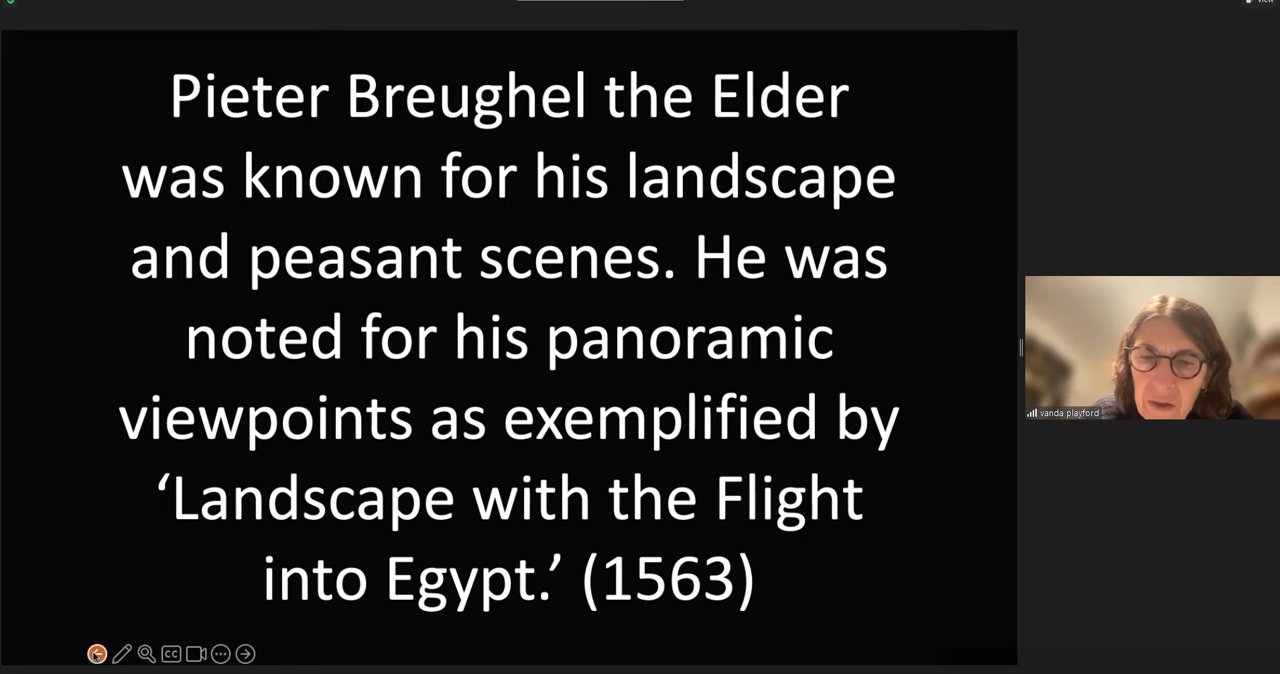 Pieter Breughel the Elder
was known for his landscape
and peasant scenes. He was
noted for his panoramic
viewpoints as exemplified by
‘Landscape with the Flight
into Egypt.’ (1563)
vanda playford
CC